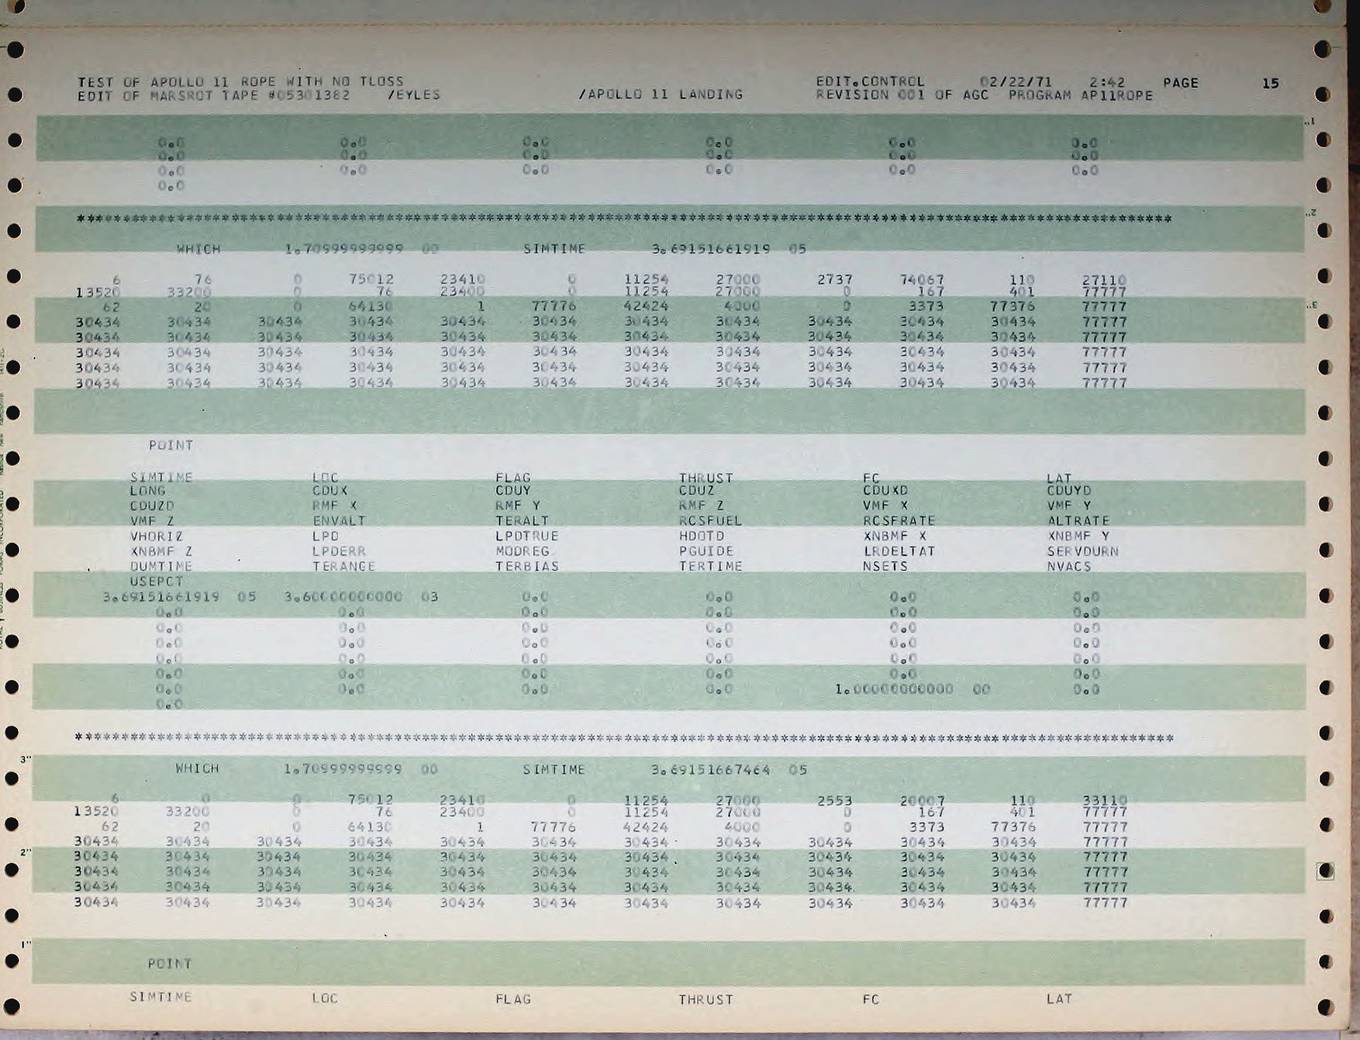 TEST OF APOLLO 11 ROPE WITH NO TLOSS EDIT.CONTROL 02/22/71 2:42 PAGE 15
EDIT OF MARSROT TAPE #05301382 /EYLES /APOLLO 11 LANDING REVISION 001 OF AGC PROGRAM AP11ROPE
0.0 0.0 0.0 0.0 0.0 0.0
0.0 0.0 0.0 0.0 0.0 0.0
0.0 0.0 0.0 0.0 0.0 0.0
0.0
WHICH 1.70999999999 00 SIMTIME 3.69151661919 05
6 76 0 75012 23410 0 11254 27000 2737 74067 110 27110
13520 33200 0 76 23400 0 11254 27000 0 167 401 77777
62 20 0 64130 1 77776 42424 4000 0 3373 77376 77777
30434 30434 30434 30434 30434 30434 30434 30434 30434 30434 30434 77777
30434 30434 30434 30434 30434 30434 30434 30434 30434 30434 30434 77777
30434 30434 30434 30434 30434 30434 30434 30434 30434 30434 30434 77777
30434 30434 30434 30434 30434 30434 30434 30434 30434 30434 30434 77777
30434 30434 30434 30434 30434 30434 30434 30434 30434 30434 30434 77777
POINT
SIMTIME LOC FLAG THRUST FC LAT
LONG CDUX CDUY CDUZ CDUXD CDUYD
CDUZD RMF X RMF Y RMF Z VMF X VMF Y
VMF Z ENVALT TERALT RCSFUEL RCSFRATE ALTRATE
VHORIZ LPD LPDTRUE HDOTD XNBMF X XNBMF Y
XNBMF Z LPDERR MODREG PGUIDE LRDELTAT SERVDURN
DUMTIME TERANGE TERBIAS TERTIME NSETS NVACS
USEPCT
3.69151661919 05 3.60000000000 03 0.0 0.0 0.0 0.0
0.0 0.0 0.0 0.0 0.0 0.0
0.0 0.0 0.0 0.0 0.0 0.0
0.0 0.0 0.0 0.0 0.0 0.0
0.0 0.0 0.0 0.0 0.0 0.0
0.0 0.0 0.0 0.0 0.0 0.0
0.0 0.0 0.0 0.0 1.00000000000 00 0.0
0.0
WHICH 1.70999999999 00 SIMTIME 3.69151667464 05
6 0 0 75012 23410 0 11254 27000 2553 20007 110 33110
13520 33200 0 76 23400 0 11254 27000 0 167 401 77777
62 20 0 64130 1 77776 42424 4000 0 3373 77376 77777
30434 30434 30434 30434 30434 30434 30434 30434 30434 30434 30434 77777
30434 30434 30434 30434 30434 30434 30434 30434 30434 30434 30434 77777
30434 30434 30434 30434 30434 30434 30434 30434 30434 30434 30434 77777
30434 30434 30434 30434 30434 30434 30434 30434 30434 30434 30434 77777
30434 30434 30434 30434 30434 30434 30434 30434 30434 30434 30434 77777
POINT
SIMTIME LOC FLAG THRUST FC LAT
3"
2"
1"
1"
2"
3"